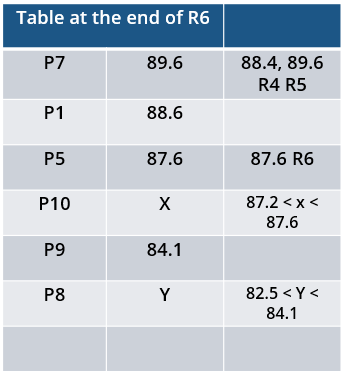 Table at the end of R6
P7 89.6 88.4, 89.6
R4 R5
P1 88.6
P5 87.6 87.6 R6
P10 X 87.2 < x <
87.6
P9 84.1
P8 Y 82.5 < Y <
84.1